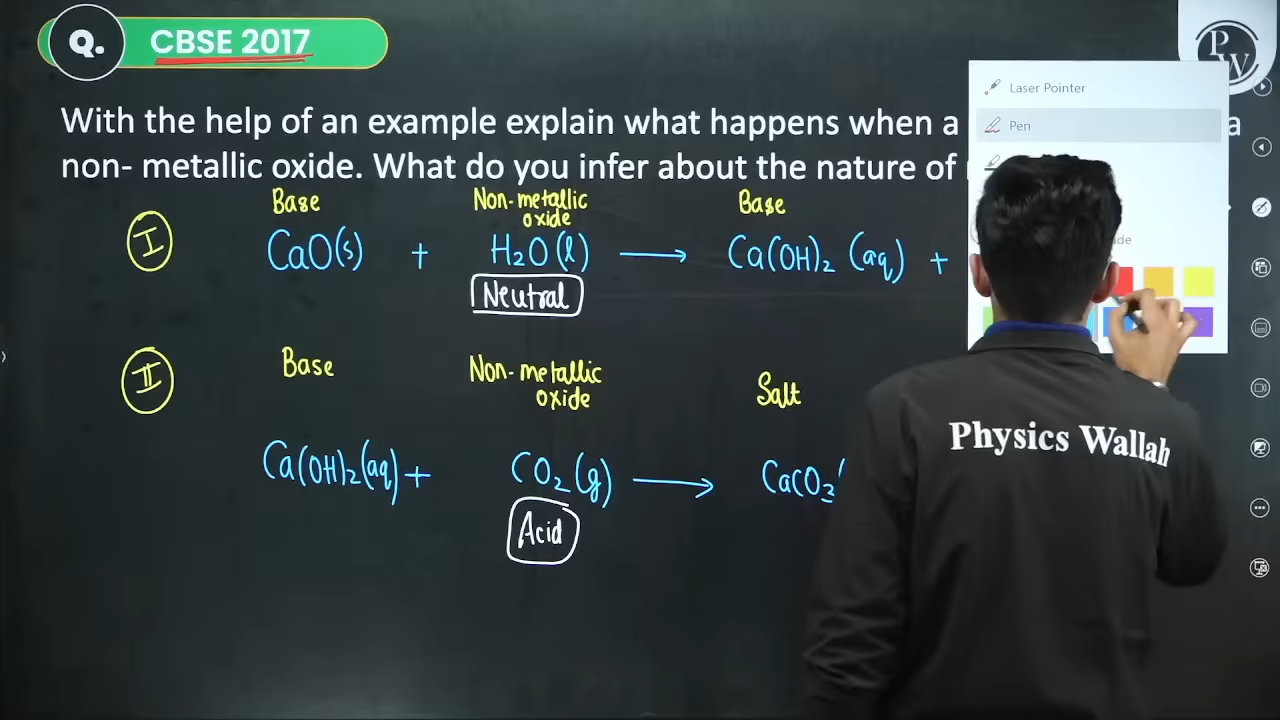 Q. CBSE 2017
P
W
Laser Pointer
Pen
With the help of an example explain what happens when a
a
non- metallic oxide. What do you infer about the nature of
Base Non-metallic oxide Base
I CaO(s) + H₂O(l) ⟶ Ca(OH)₂ (aq) +
Neutral
II Base Non-metallic oxide Salt
Ca(OH)₂(aq) + CO₂(g) ⟶ CaCO₃
Acid
Physics Wallah